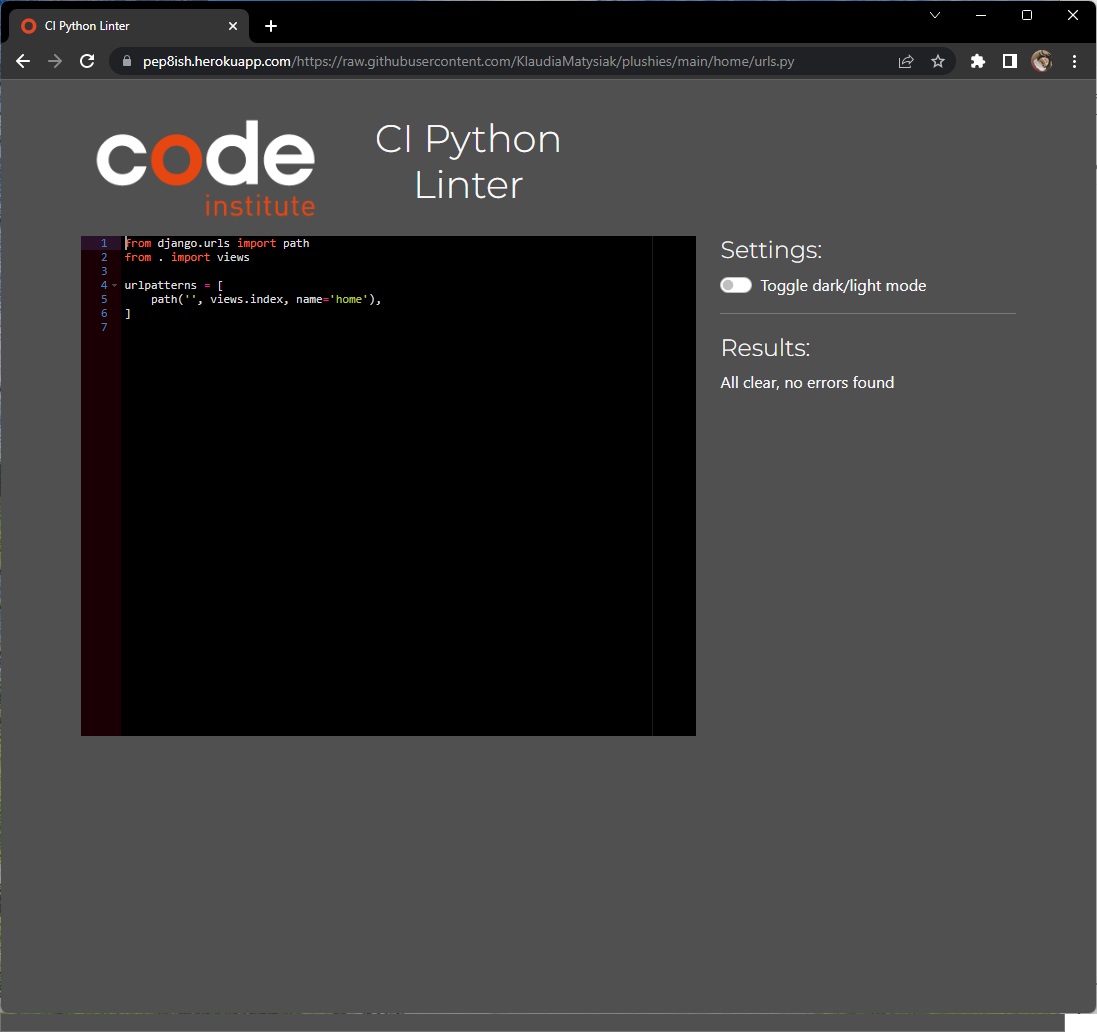 CI Python Linter
pep8ish.herokuapp.com/https://raw.githubusercontent.com/KlaudiaMatysiak/plushies/main/home/urls.py
code
institute
CI Python
Linter
1 from django.urls import path
2 from . import views
3
4 urlpatterns = [
5     path('', views.index, name='home'),
6 ]
7
Settings:
Toggle dark/light mode
Results:
All clear, no errors found